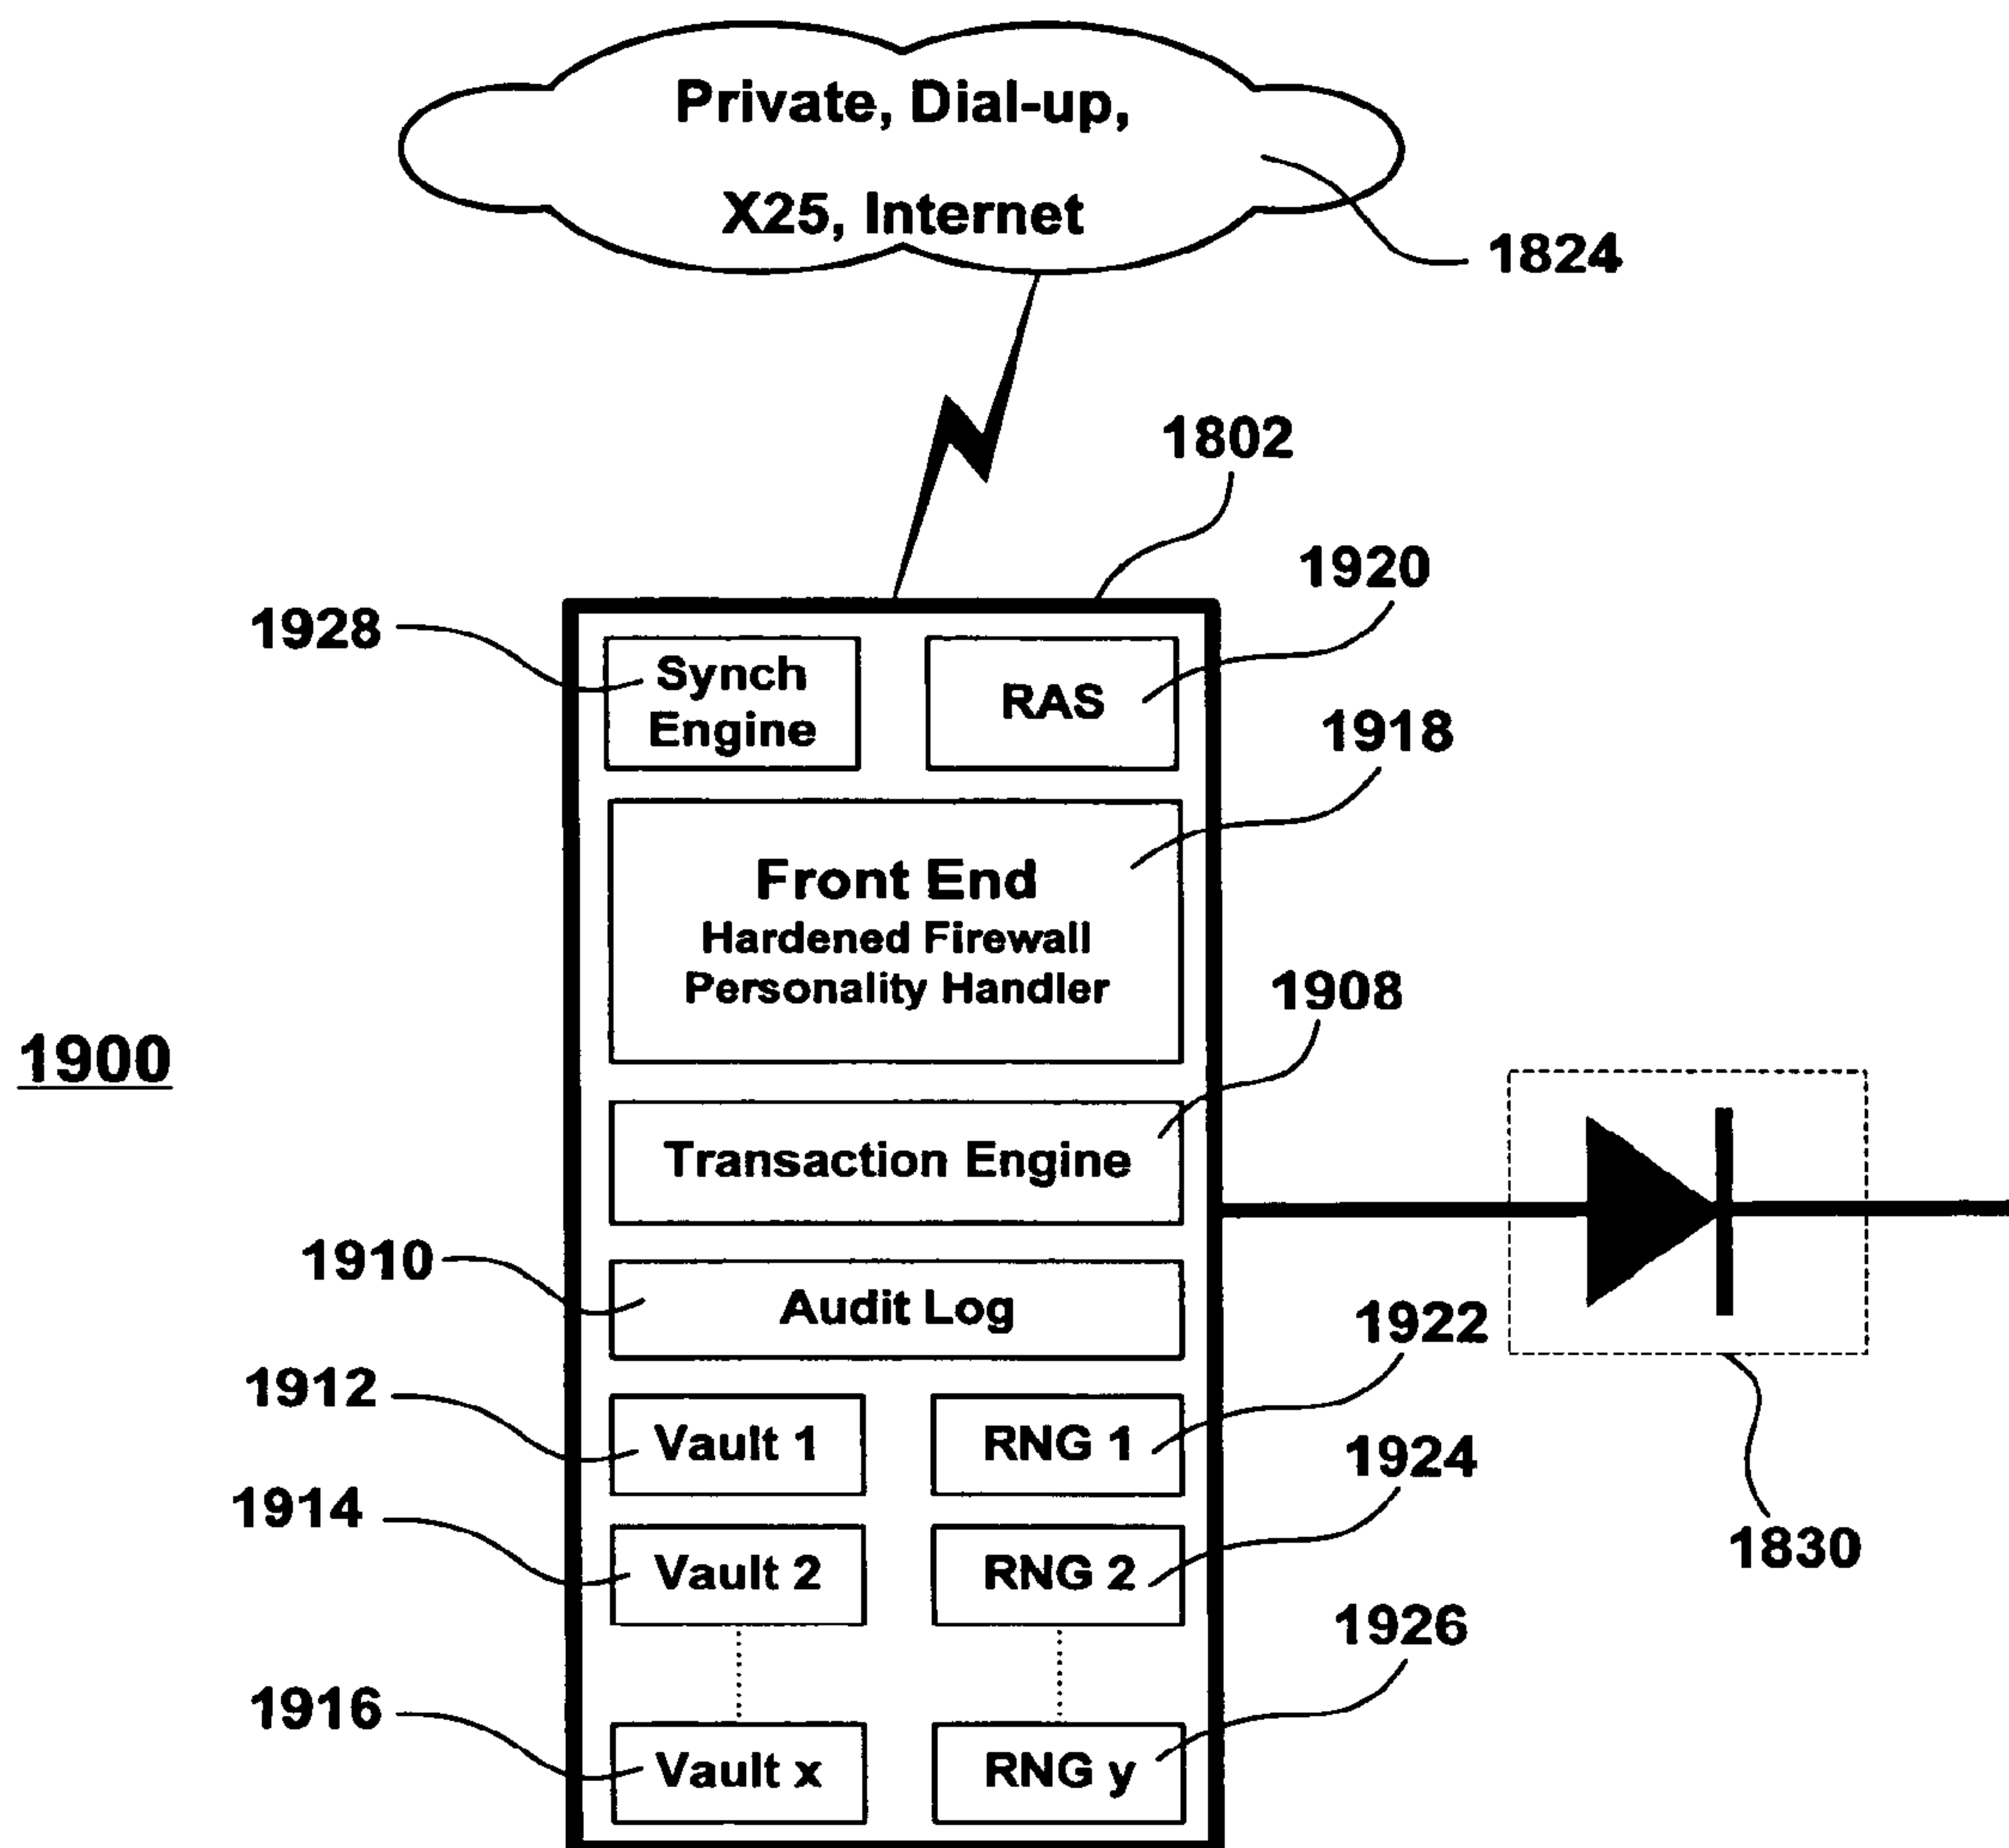 Private, Dial-up,
X25, Internet
1824
1802
1920
1928
Synch
Engine
RAS
1918
Front End
Hardened Firewall
Personality Handler
1908
1900
Transaction Engine
1910
Audit Log
1922
1912
Vault 1
RNG 1
1924
1914
Vault 2
RNG 2
1830
1926
1916
Vault x
RNG y